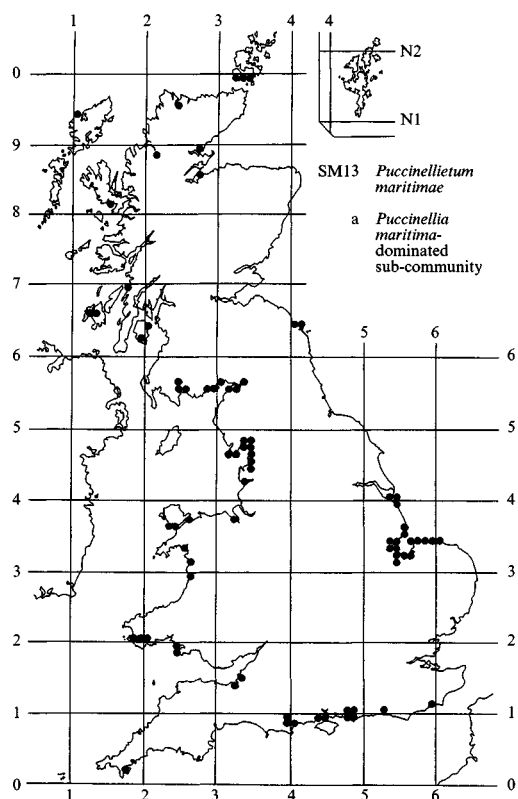 1 2 3 4 4
N2
0
N1
9
SM13 Puccinellietum
maritimae
8
a Puccinellia
maritima-
dominated
sub-community
7
5 6
6 6
5 5
4 4
3 3
2 2
1 1
0 0
1 2 3 4 5 6